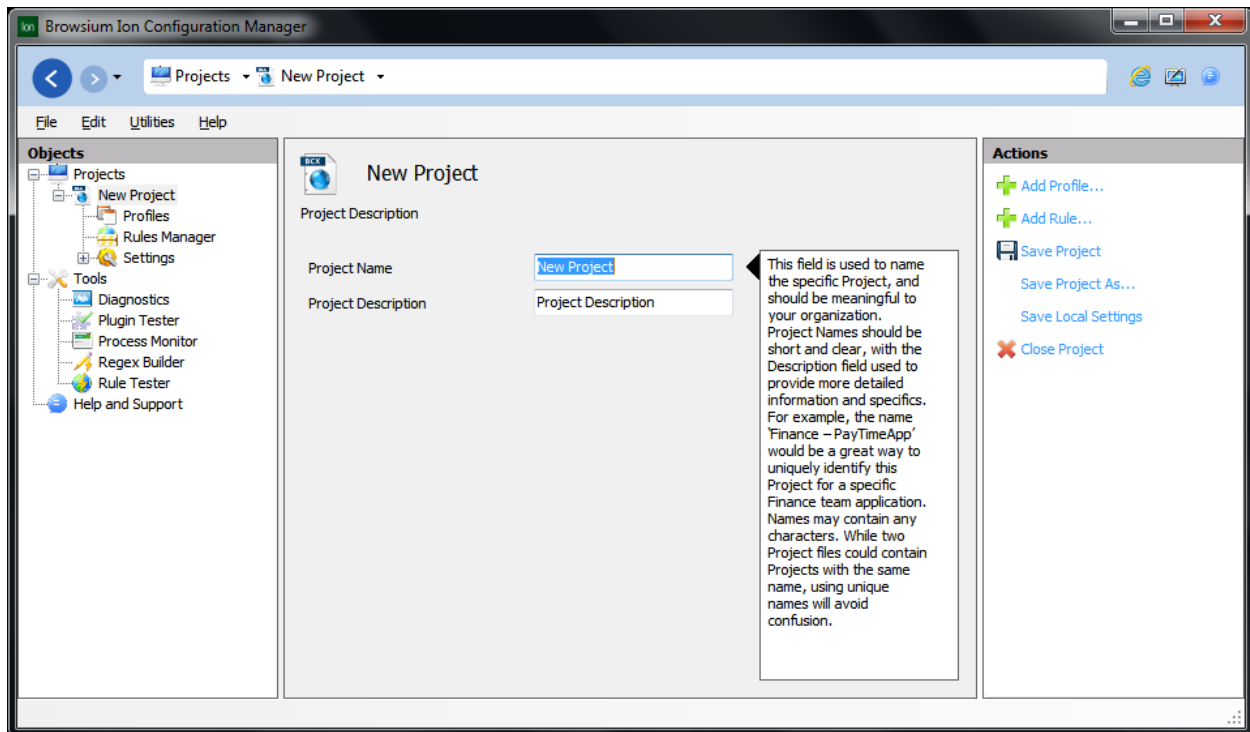 Ion Browsium Ion Configuration Manager
Projects New Project
File Edit Utilities Help
Objects
Projects
New Project
Profiles
Rules Manager
Settings
Tools
Diagnostics
Plugin Tester
Process Monitor
Regex Builder
Rule Tester
Help and Support
BCX
New Project
Project Description
Project Name
New Project
Project Description
Project Description
This field is used to name
the specific Project, and
should be meaningful to
your organization.
Project Names should be
short and clear, with the
Description field used to
provide more detailed
information and specifics.
For example, the name
'Finance – PayTimeApp'
would be a great way to
uniquely identify this
Project for a specific
Finance team application.
Names may contain any
characters. While two
Project files could contain
Projects with the same
name, using unique
names will avoid
confusion.
Actions
Add Profile...
Add Rule...
Save Project
Save Project As...
Save Local Settings
Close Project